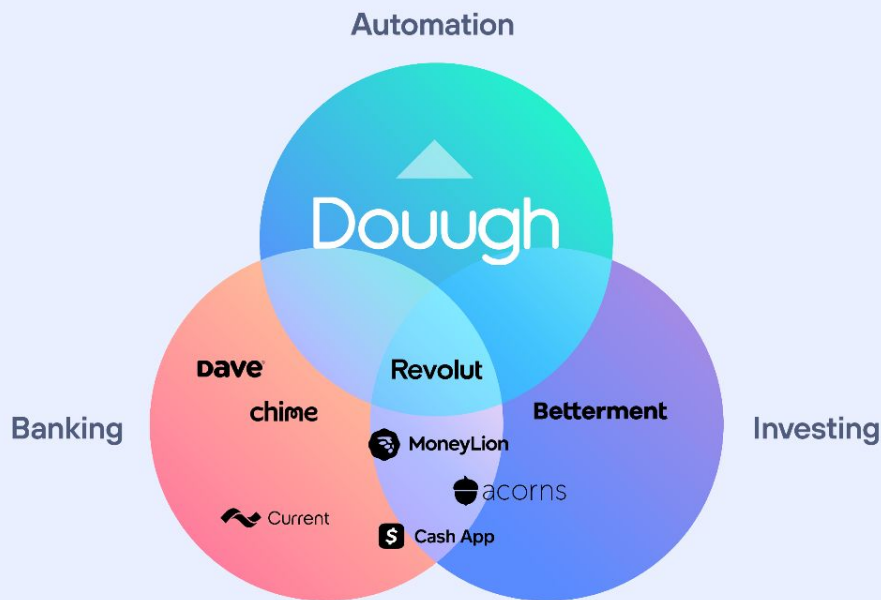 Automation
Douugh
Dave
Revolut
chime
Betterment
Banking
Investing
MoneyLion
acorns
Current
$ Cash App